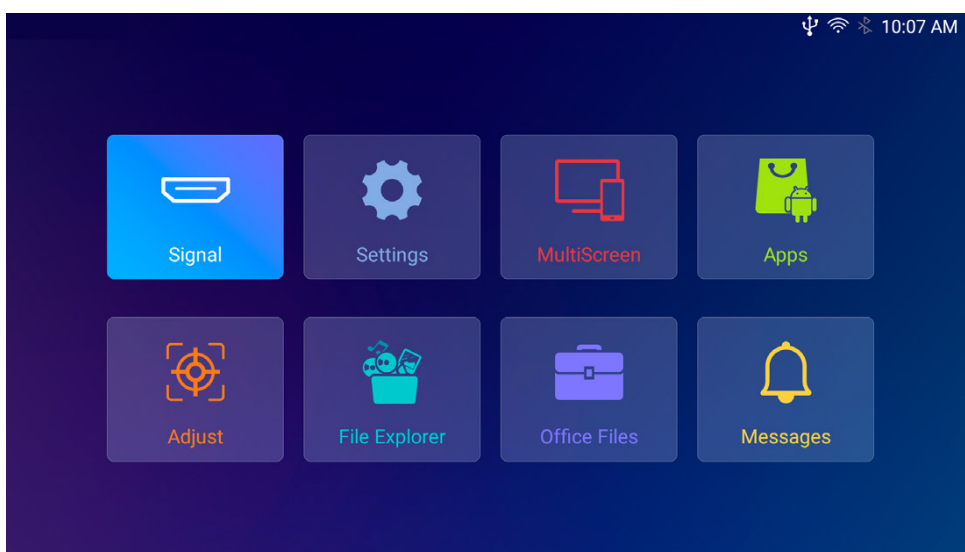 10:07 AM
Signal
Settings
MultiScreen
Apps
Adjust
File Explorer
Office Files
Messages